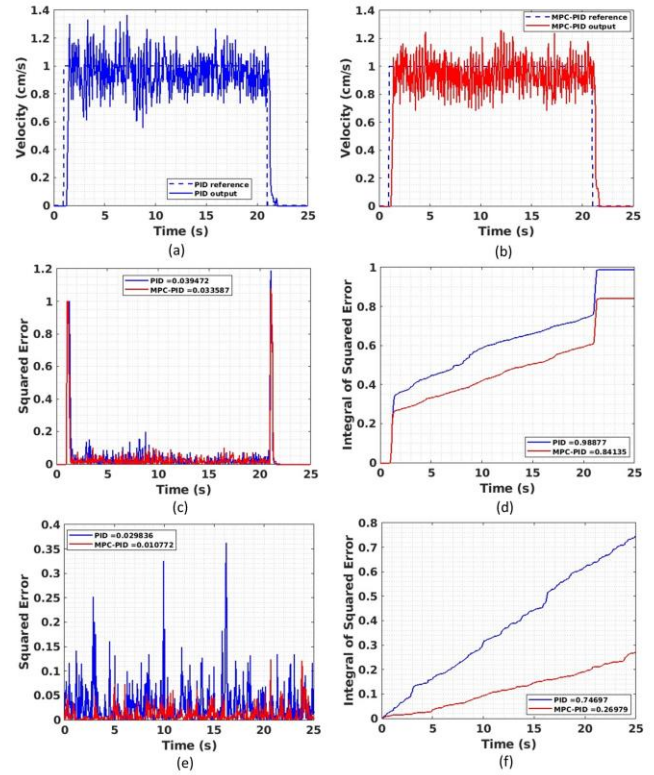 1.4
1.2
1
0.8
0.6
0.4
0.2
0
Velocity (cm/s)
PID reference
PID output
0 5 10 15 20 25
Time (s)
(a)
1.4
1.2
1
0.8
0.6
0.4
0.2
0
Velocity (cm/s)
MPC-PID reference
MPC-PID output
5 10 15 20 25
Time (s)
(b)
1.2
1
0.8
0.6
0.4
0.2
0
Squared Error
PID =0.039472
MPC-PID =0.033587
0 5 10 15 20 25
Time (s)
(c)
1
0.8
0.6
0.4
0.2
0
Integral of Squared Error
PID =0.98877
MPC-PID =0.84135
0 5 10 15 20 25
Time (s)
(d)
0.4
0.35
0.3
0.25
0.2
0.15
0.1
0.05
0
Squared Error
PID =0.029836
MPC-PID =0.010772
0 5 10 15 20 25
Time (s)
(e)
0.8
0.7
0.6
0.5
0.4
0.3
0.2
0.1
0
Integral of Squared Error
PID =0.74697
MPC-PID =0.26979
0 5 10 15 20 25
Time (s)
(f)